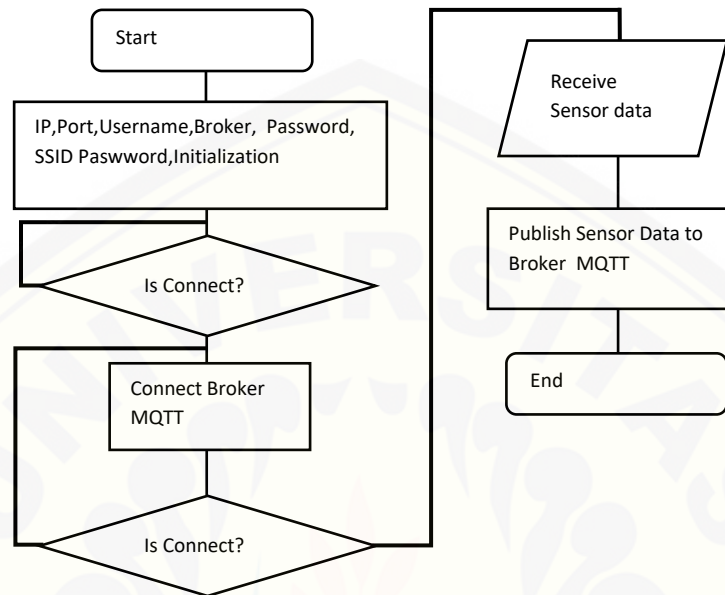 Start
IP,Port,Username,Broker, Password,
SSID Paswword,Initialization
Is Connect?
Connect Broker
MQTT
Is Connect?
Receive
Sensor data
Publish Sensor Data to
Broker MQTT
End
UNIVERSITAS